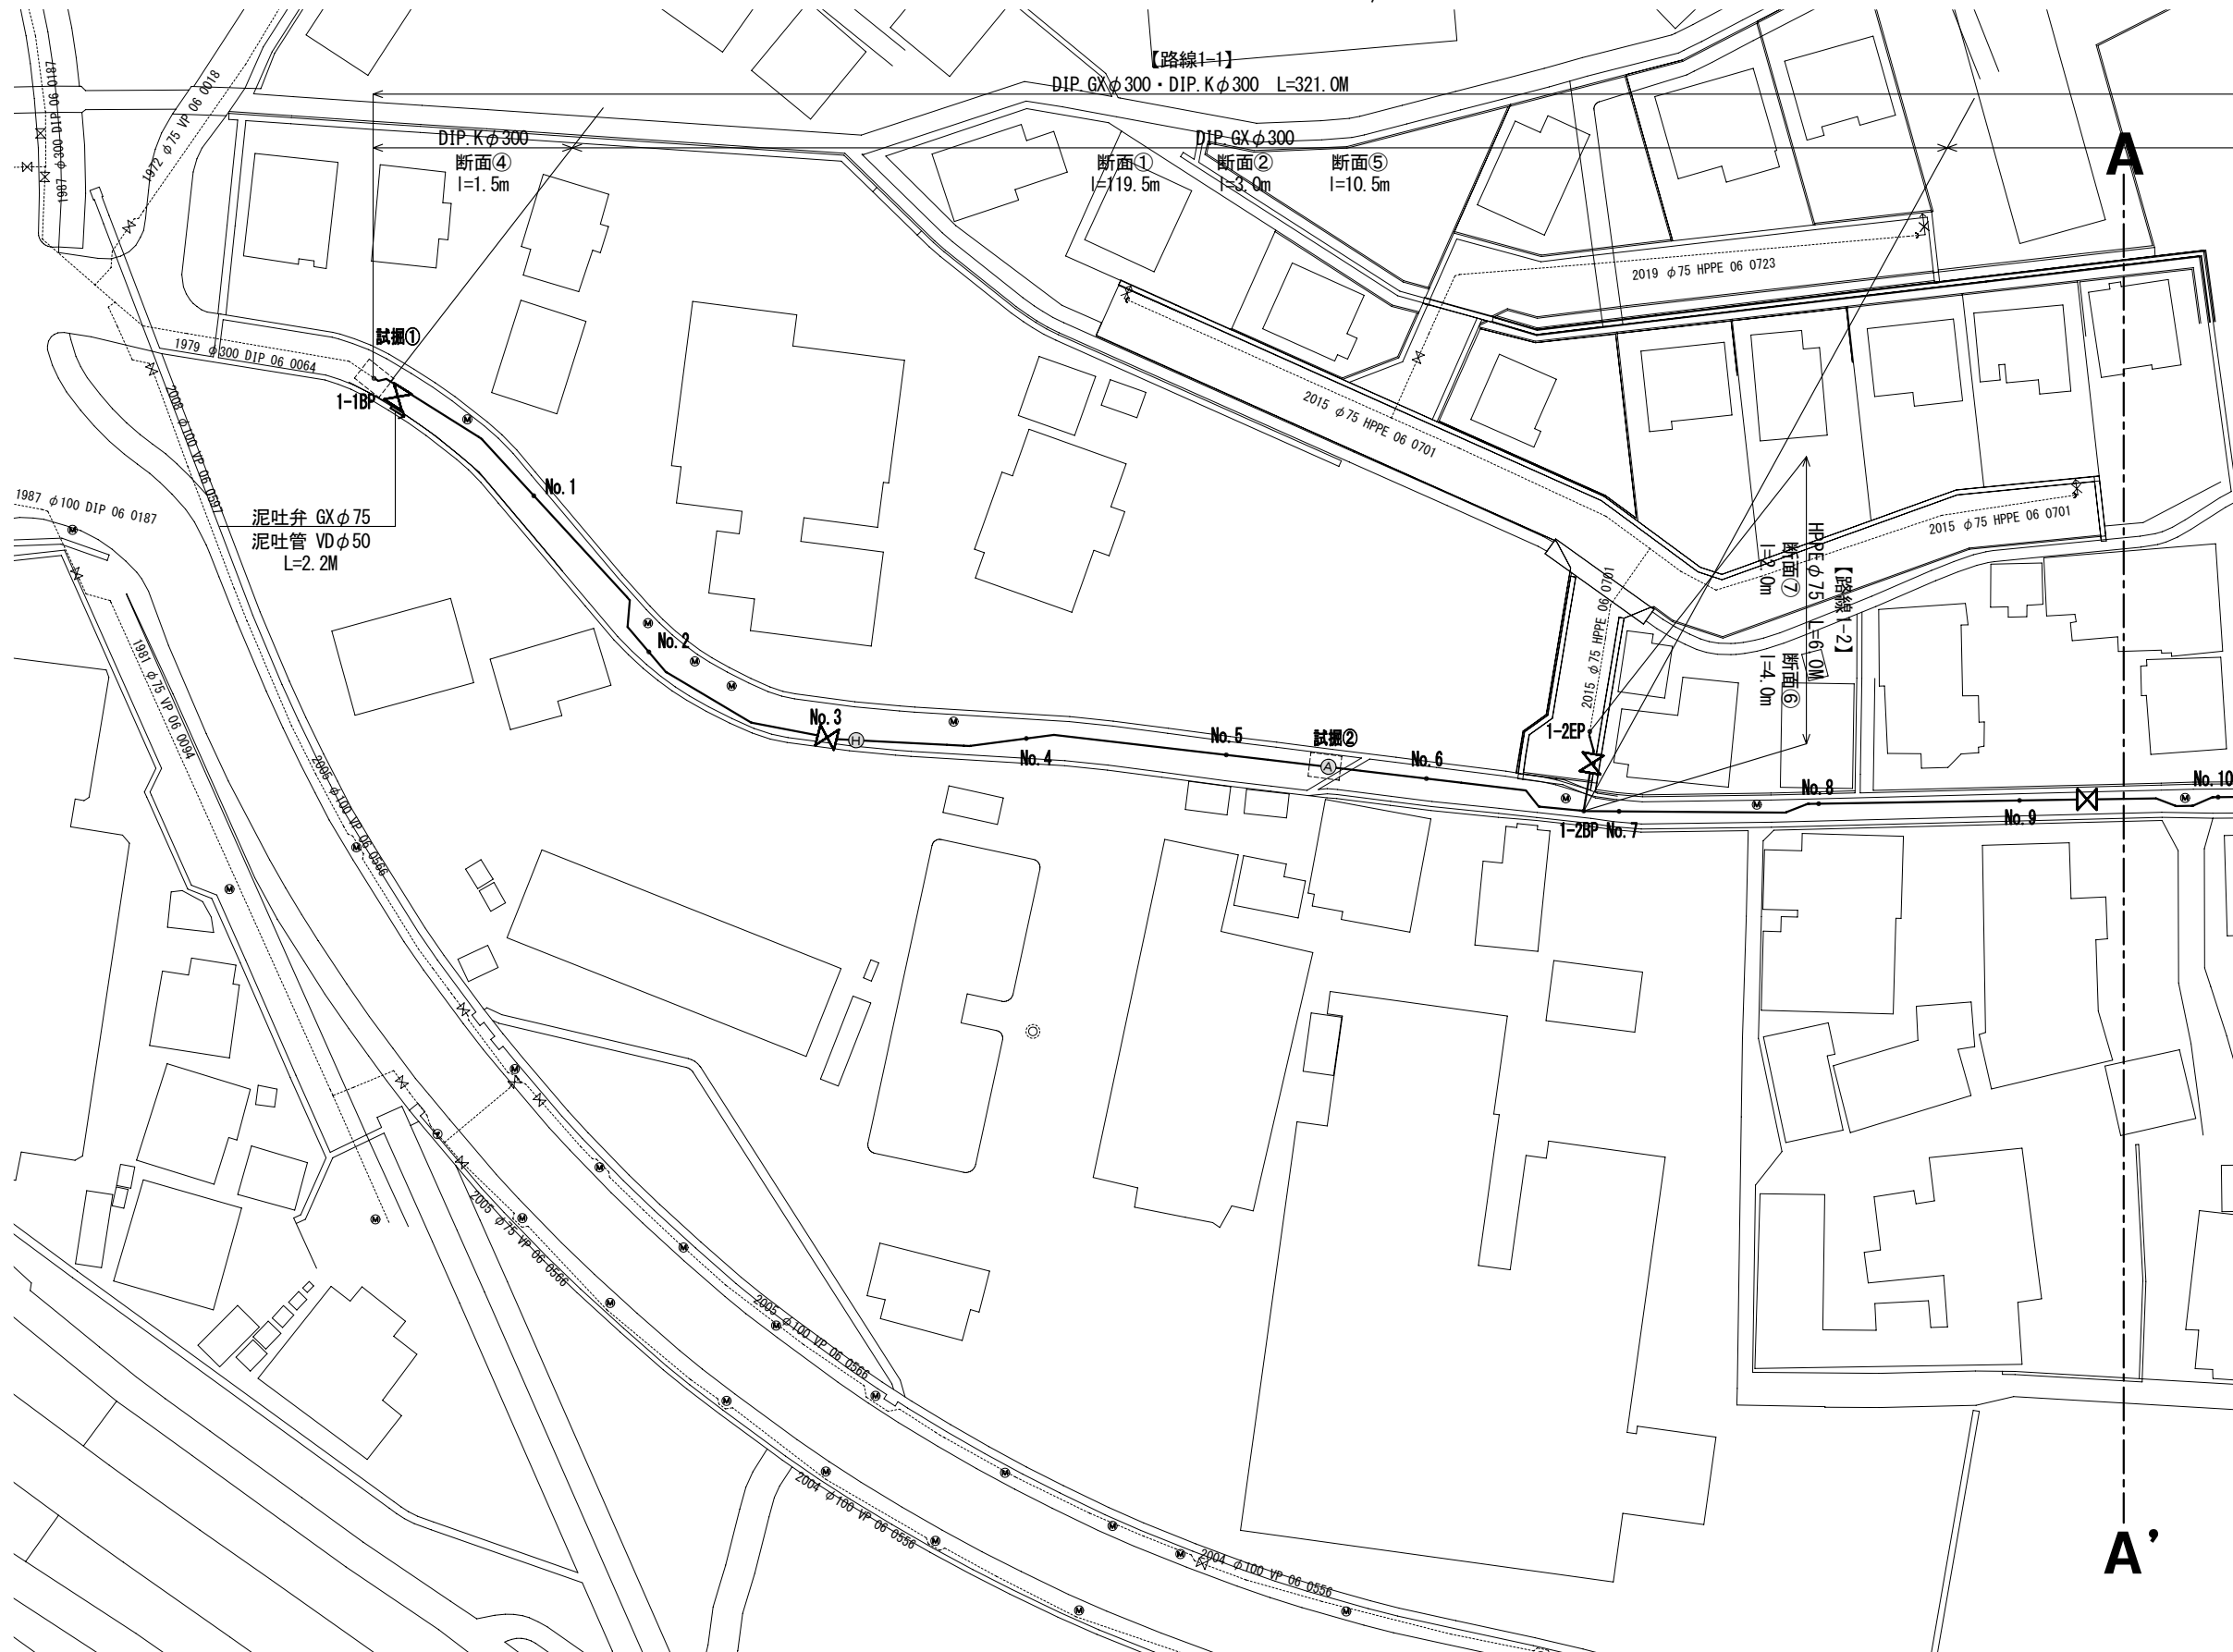 【路線1-1】
DIP.GXφ300・DIP.Kφ300 L=321.0M
DIP.Kφ300
断面④
l=1.5m
DIP.GXφ300
断面①
l=119.5m
断面②
l=3.0m
断面⑤
l=10.5m
A
1987 φ300 DIP 06 0187
1972 φ75 VP 06 0018
2019 φ75 HPPE 06 0723
試掘①
1979 φ300 DIP 06 0064
1-1BP
2008 φ100 VP 06 0597
2015 φ75 HPPE 06 0701
No.1
1987 φ100 DIP 06 0187
泥吐弁 GXφ75
泥吐管 VDφ50
L=2.2M
2015 φ75 HPPE 06 0701
【路線1-2】
HPPEφ75 L=6.0M
断面⑦
l=2.0m
断面⑥
l=4.0m
2015 φ75 HPPE 06 0701
1981 φ75 VP 06 0094
No.2
No.3
H
No.4
No.5
試掘②
A
No.6
1-2EP
1-2BP
No.7
No.8
No.9
No.10
2005 φ100 VP 06 0566
2005 φ75 VP 06 0566
2005 φ100 VP 06 0566
2004 φ100 VP 06 0556
2004 φ100 VP 06 0556
A'